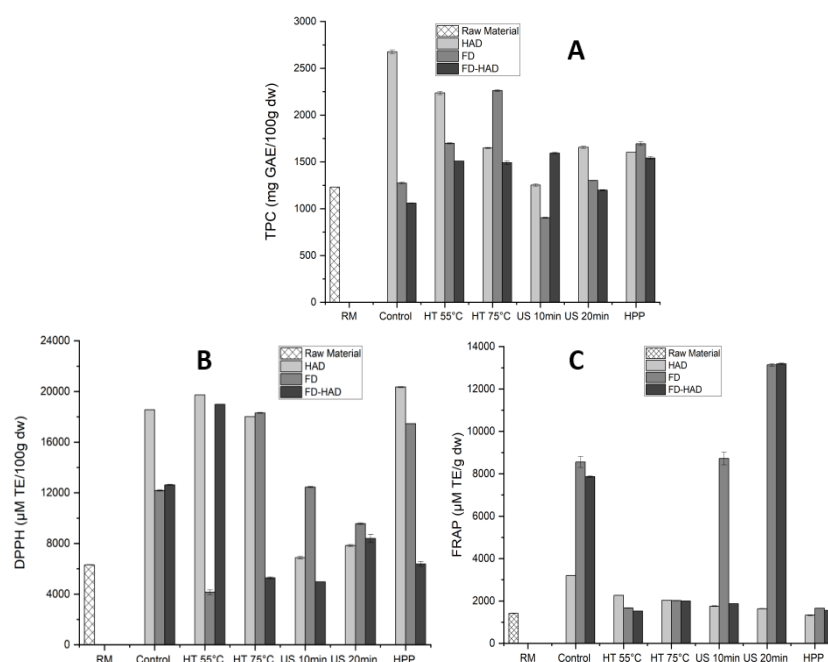 3000
2500
2000
1500
1000
500
0
TPC (mg GAE/100g dw)
Raw Material
HAD
FD
FD-HAD
A
RM Control HT 55°C HT 75°C US 10min US 20min HPP
24000
20000
16000
12000
8000
4000
0
DPPH (µM TE/100g dw)
Raw Material
HAD
FD
FD-HAD
B
RM Control HT 55°C HT 75°C US 10min US 20min HPP
14000
12000
10000
8000
6000
4000
2000
0
FRAP (µM TE/g dw)
Raw Material
HAD
FD
FD-HAD
C
RM Control HT 55°C HT 75°C US 10min US 20min HPP